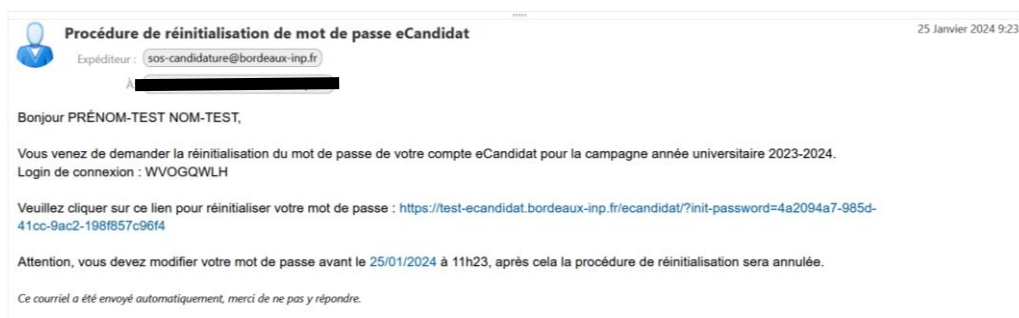 Procédure de réinitialisation de mot de passe eCandidat
25 Janvier 2024 9:23
Expéditeur : sos-candidature@bordeaux-inp.fr
À
Bonjour PRÉNOM-TEST NOM-TEST,
Vous venez de demander la réinitialisation du mot de passe de votre compte eCandidat pour la campagne année universitaire 2023-2024.
Login de connexion : WVOGQWLH
Veuillez cliquer sur ce lien pour réinitialiser votre mot de passe : https://test-ecandidat.bordeaux-inp.fr/ecandidat/?init-password=4a2094a7-985d-
41cc-9ac2-198f857c96f4
Attention, vous devez modifier votre mot de passe avant le 25/01/2024 à 11h23, après cela la procédure de réinitialisation sera annulée.
Ce courriel a été envoyé automatiquement, merci de ne pas y répondre.